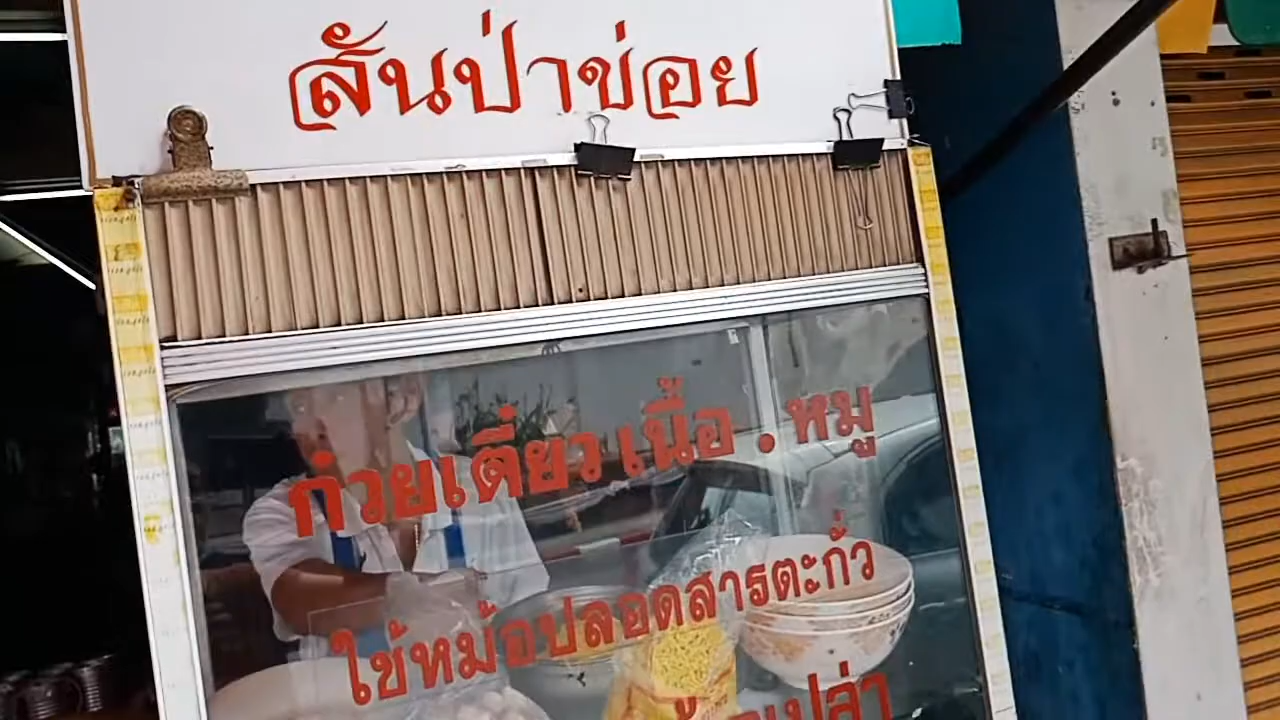 สันป่าข่อย
ก๋วยเตี๋ยว เนื้อ . หมู
ใช้หม้อปลอดสารตะกั่ว